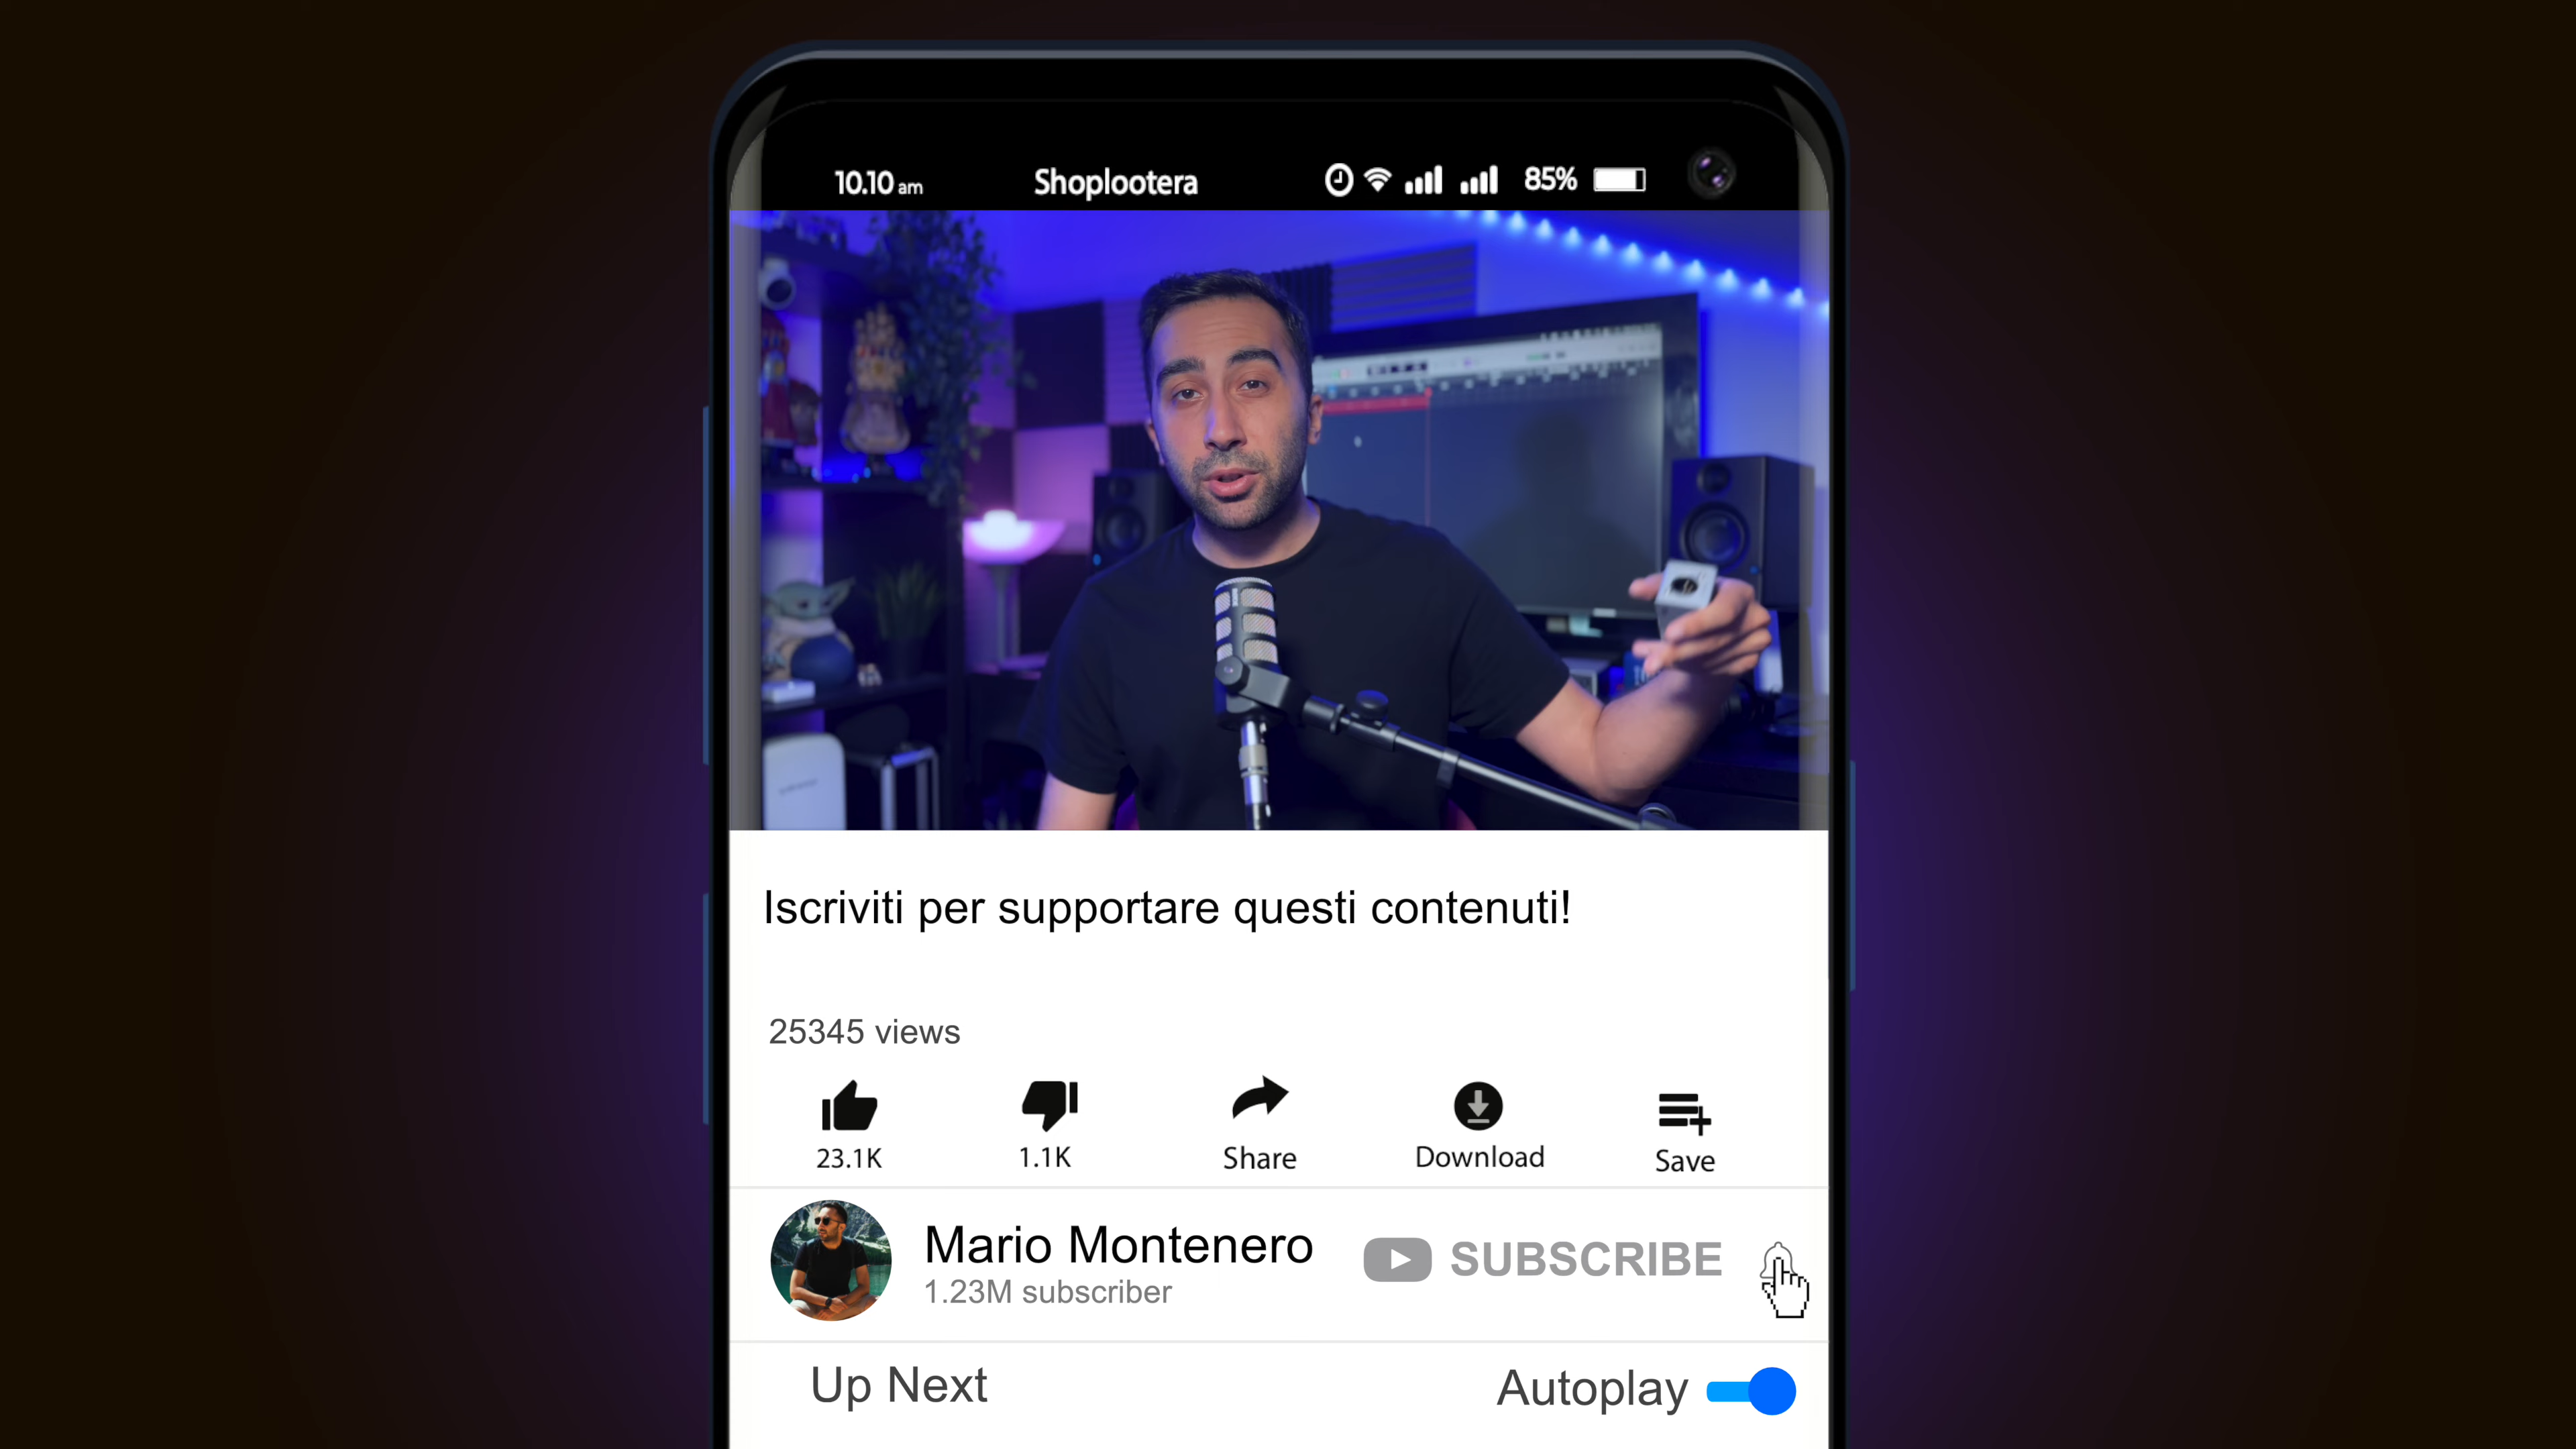 10.10 am Shoplootera 85%
Iscriviti per supportare questi contenuti!
25345 views
23.1K 1.1K Share Download Save
Mario Montenero SUBSCRIBE
1.23M subscriber
Up Next Autoplay